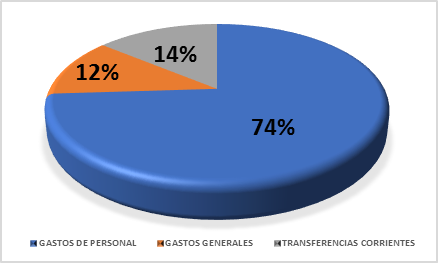 14%
12%
74%
GASTOS DE PERSONAL GASTOS GENERALES TRANSFERENCIAS CORRIENTES